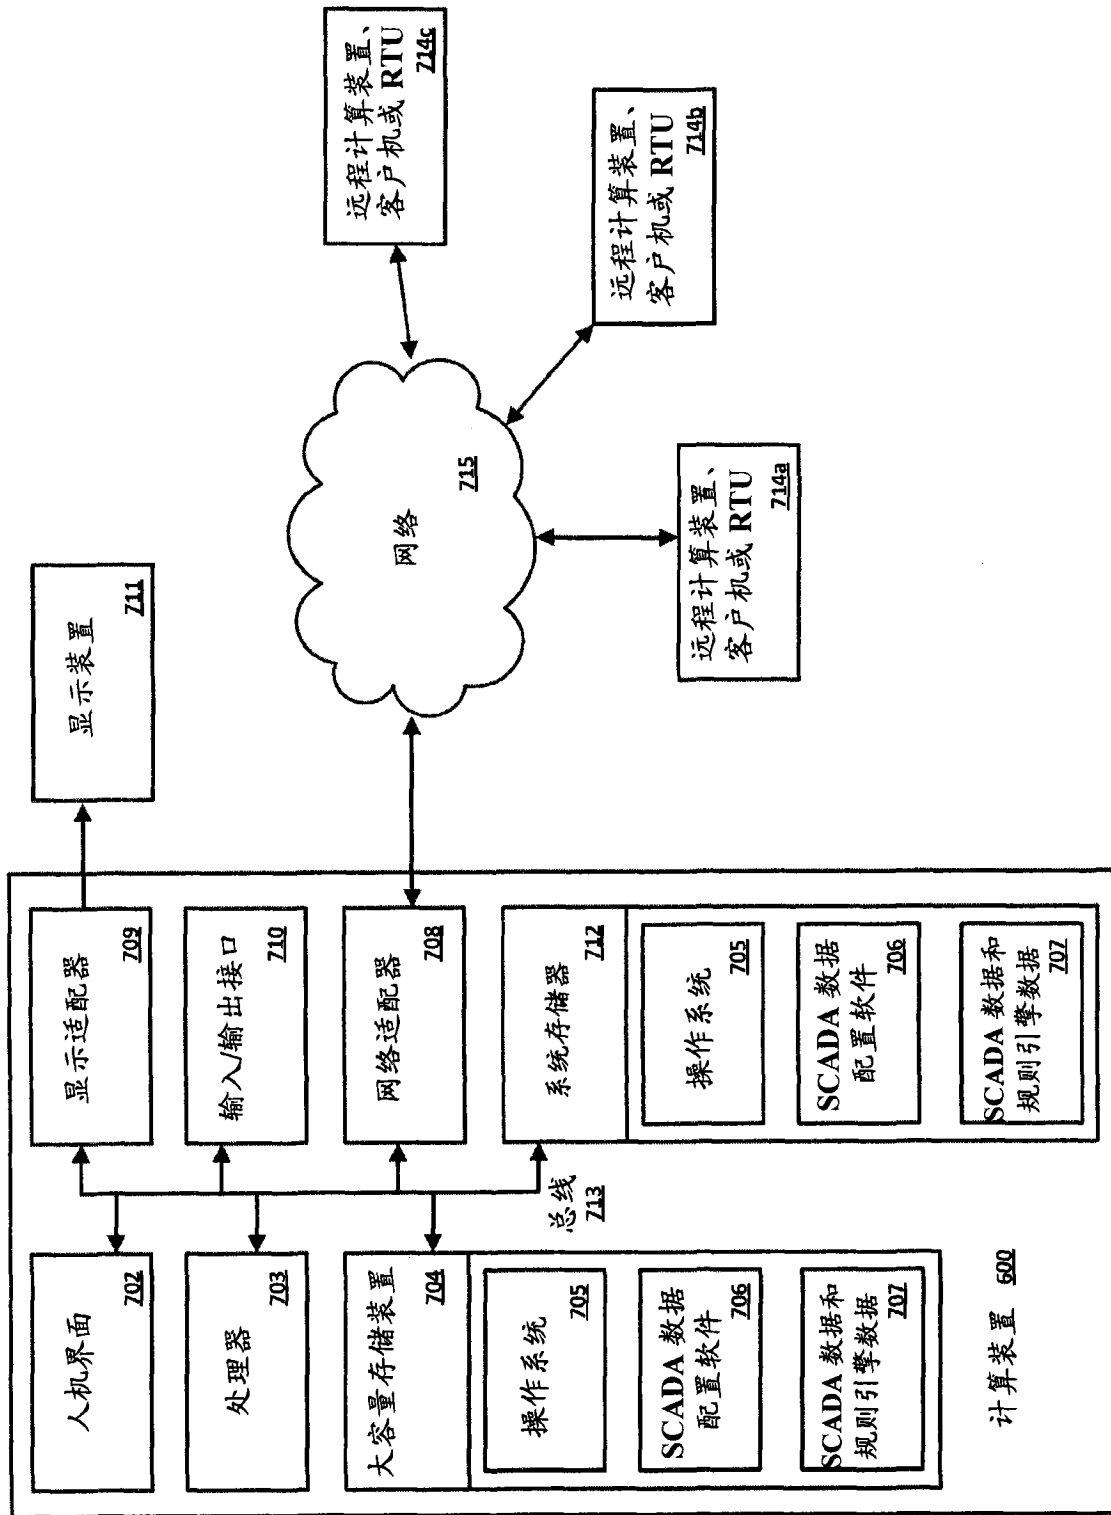 人机界面
702
处理器
703
大容量存储装置
704
操作系统
705
SCADA 数据
配置软件
706
SCADA 数据和
规则引擎数据
707
计算装置 600
总线
713
显示适配器
709
输入/输出接口
710
网络适配器
708
系统存储器
712
操作系统
705
SCADA 数据
配置软件
706
SCADA 数据和
规则引擎数据
707
显示装置
711
网络
715
远程计算装置、
客户机或 RTU
714a
远程计算装置、
客户机或 RTU
714b
远程计算装置、
客户机或 RTU
714c